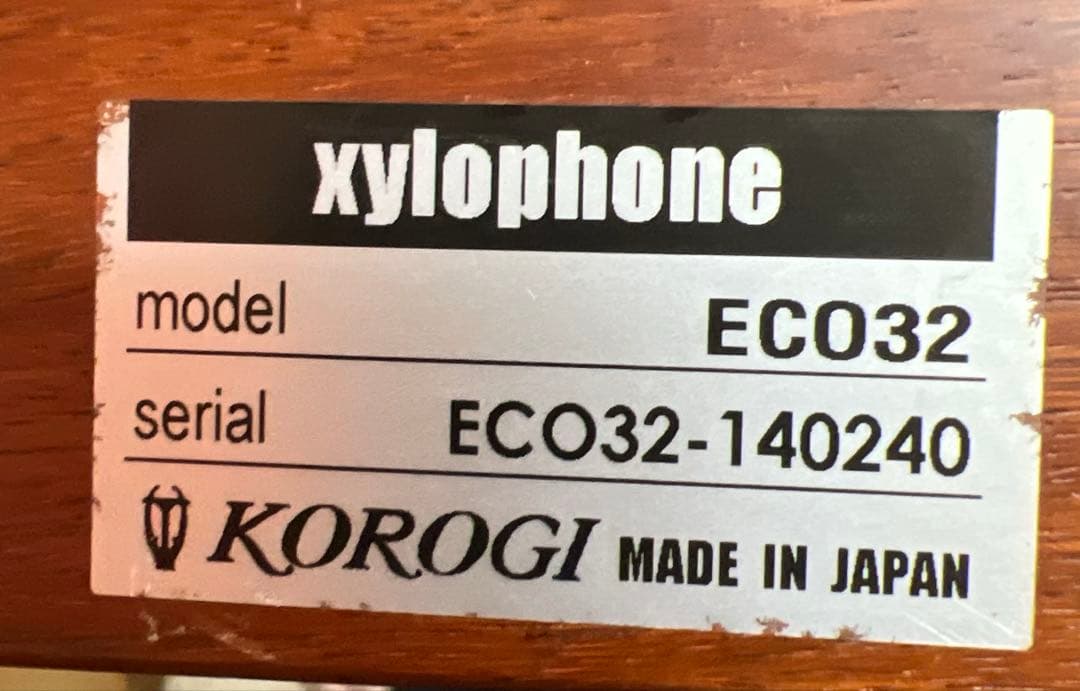 xylophone
model ECO32
serial ECO32-140240
KOROGI MADE IN JAPAN